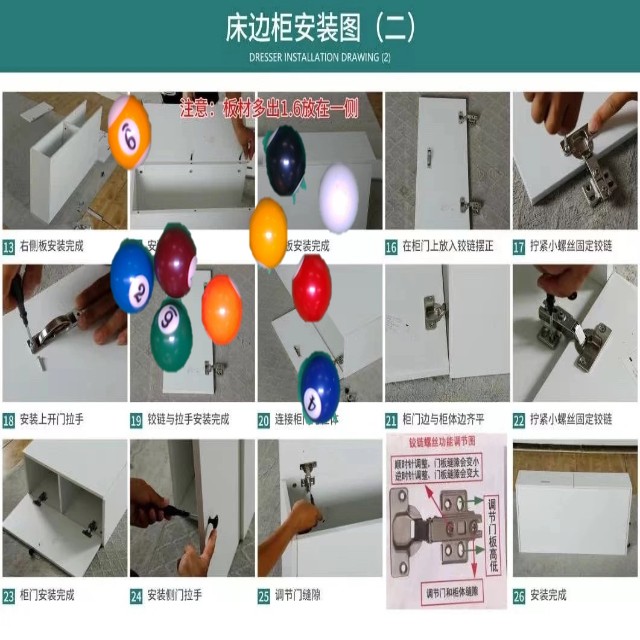 床边柜安装图（二）
DRESSER INSTALLATION DRAWING (2)
注意：板材多出1.6放在一侧
6
13 右侧板安装完成
安
板安装完成
16 在柜门上放入铰链摆正
17 拧紧小螺丝固定铰链
2
9
18 安装上开门拉手
19 铰链与拉手安装完成
20 连接柜
体
21 柜门边与柜体边齐平
22 拧紧小螺丝固定铰链
铰链螺丝功能调节图
顺时针调整，门板缝隙会变小
逆时针调整，门板缝隙会变大
调节门板高低
调节门和柜体缝隙
23 柜门安装完成
24 安装侧门拉手
25 调节门缝隙
26 安装完成